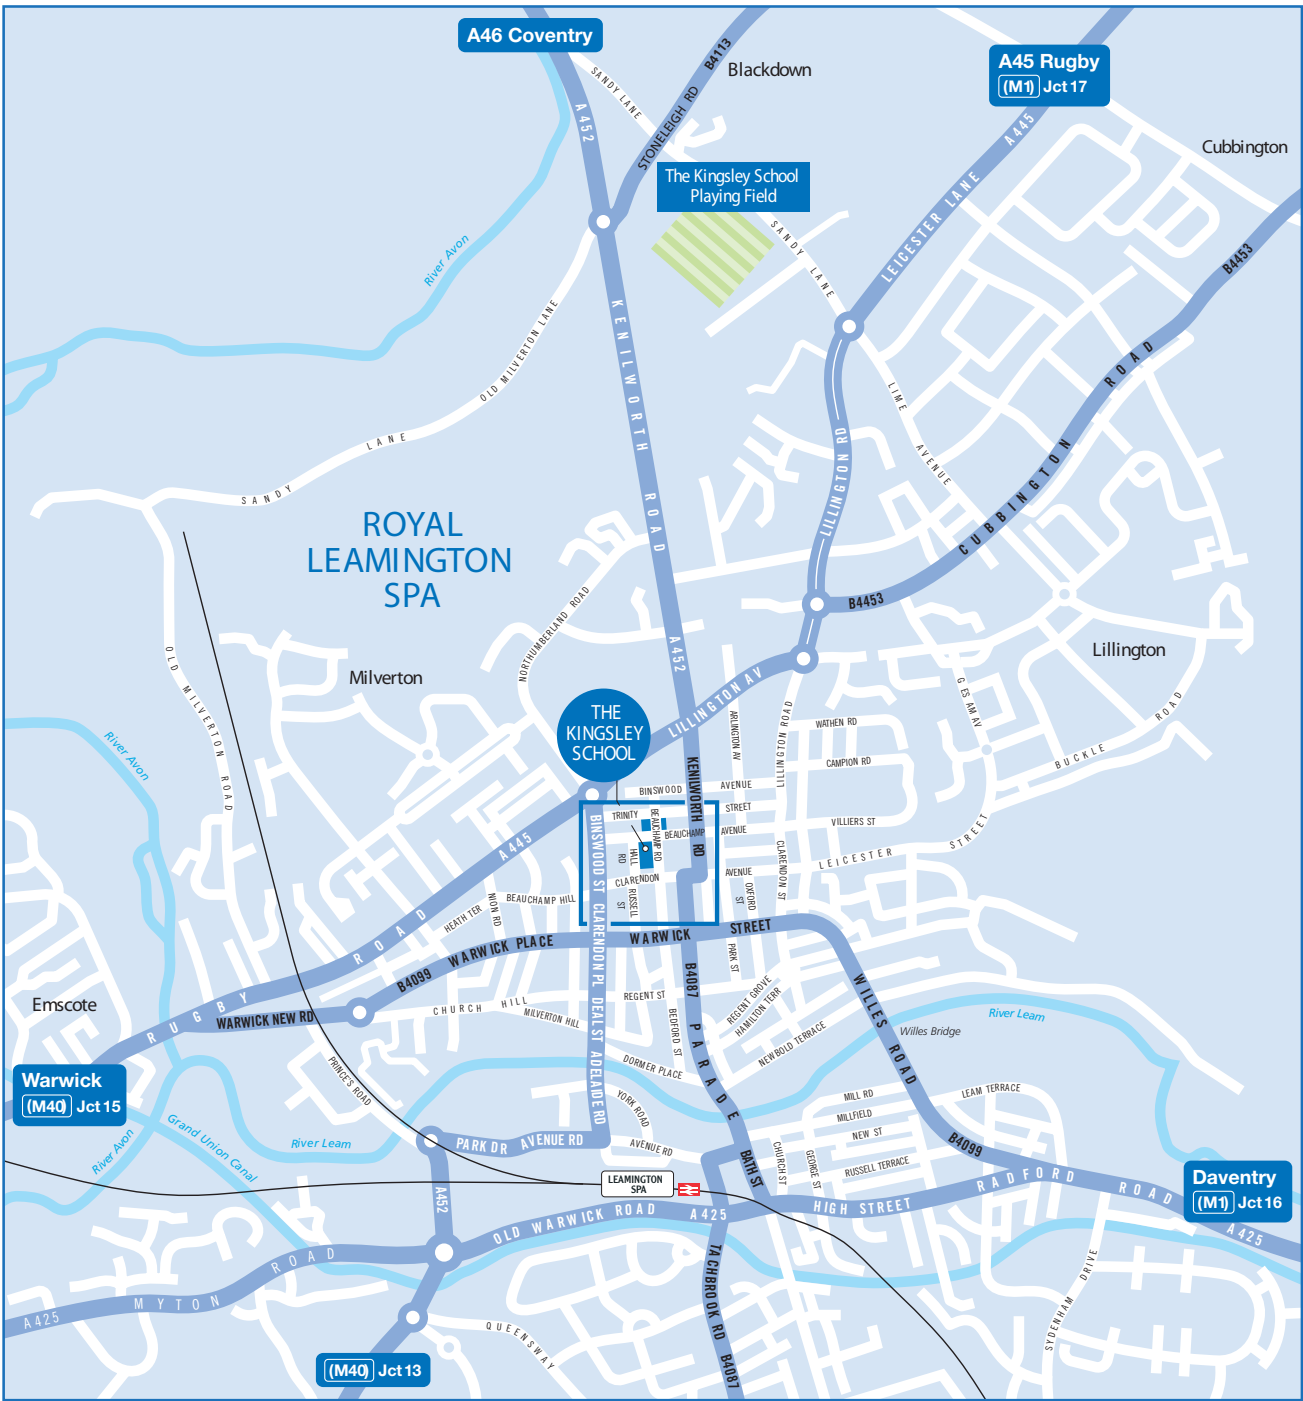 A46 Coventry
SANDY LANE
A452
STONELEIGH RD
B4113
Blackdown
A45 Rugby
(M1) Jct 17
A445
Cubbington
The Kingsley School
Playing Field
SANDY LANE
LEICESTER LANE
B4453
River Avon
KENILWORTH ROAD
OLD MILVERTON LANE
LIME AVENUE
CUBBINGTON ROAD
LILLINGTON RD
SANDY LANE
ROYAL
LEAMINGTON
SPA
B4453
NORTHUMBERLAND ROAD
A452
Lillington
OLD MILVERTON ROAD
Milverton
LILLINGTON AV
GRESHAM AV
BUCKLE ROAD
THE
KINGSLEY
SCHOOL
ARLINGTON AV
LILLINGTON ROAD
WATHEN RD
CAMPION RD
River Avon
KENILWORTH RD
BINSWOOD AVENUE
TRINITY STREET
BEAUCHAMP RD
BEAUCHAMP AVENUE
VILLIERS ST
LEICESTER STREET
A445
BINSWOOD ST
HALL RD
CLARENDON AVENUE
CLARENDON ST
OXFORD ST
RUSSELL ST
BEAUCHAMP HILL
NION RD
HEATH TER
RUGBY ROAD
B4099
WARWICK PLACE
WARWICK STREET
CLARENDON PL
PARK ST
Emscote
WARWICK NEW RD
CHURCH HILL
MILVERTON HILL
REGENT ST
BEDFORD ST
B4087
PARADE
REGENT GROVE
HAMILTON TERR
NEWBOLD TERRACE
WILLES ROAD
Willes Bridge
River Leam
DEAL ST
ADELAIDE RD
DORMER PLACE
PRINCE'S ROAD
Warwick
(M40) Jct 15
River Avon
Grand Union Canal
River Leam
PARK DR
AVENUE RD
YORK ROAD
AVENUE RD
MILL RD
MILLFIELD
NEW ST
RUSSELL TERRACE
LEAM TERRACE
B4099
CHURCH ST
GEORGE ST
BATH ST
LEAMINGTON
SPA
A452
OLD WARWICK ROAD
A425
HIGH STREET
RADFORD ROAD
Daventry
(M1) Jct 16
A425
MYTON ROAD
A425
TACHBROOK RD
B4087
QUEENSWAY
SYDENHAM DRIVE
(M40) Jct 13